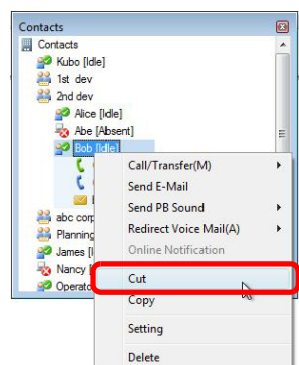 Contacts
Contacts
Kubo [Idle]
1st dev
2nd dev
Alice [Idle]
Abe [Absent]
Bob [Idle]
Call/Transfer(M)
Send E-Mail
Send PB Sound
Redirect Voice Mail(A)
Online Notification
abc corp
Planning
James [I
Nancy [
Operato
Cut
Copy
Setting
Delete